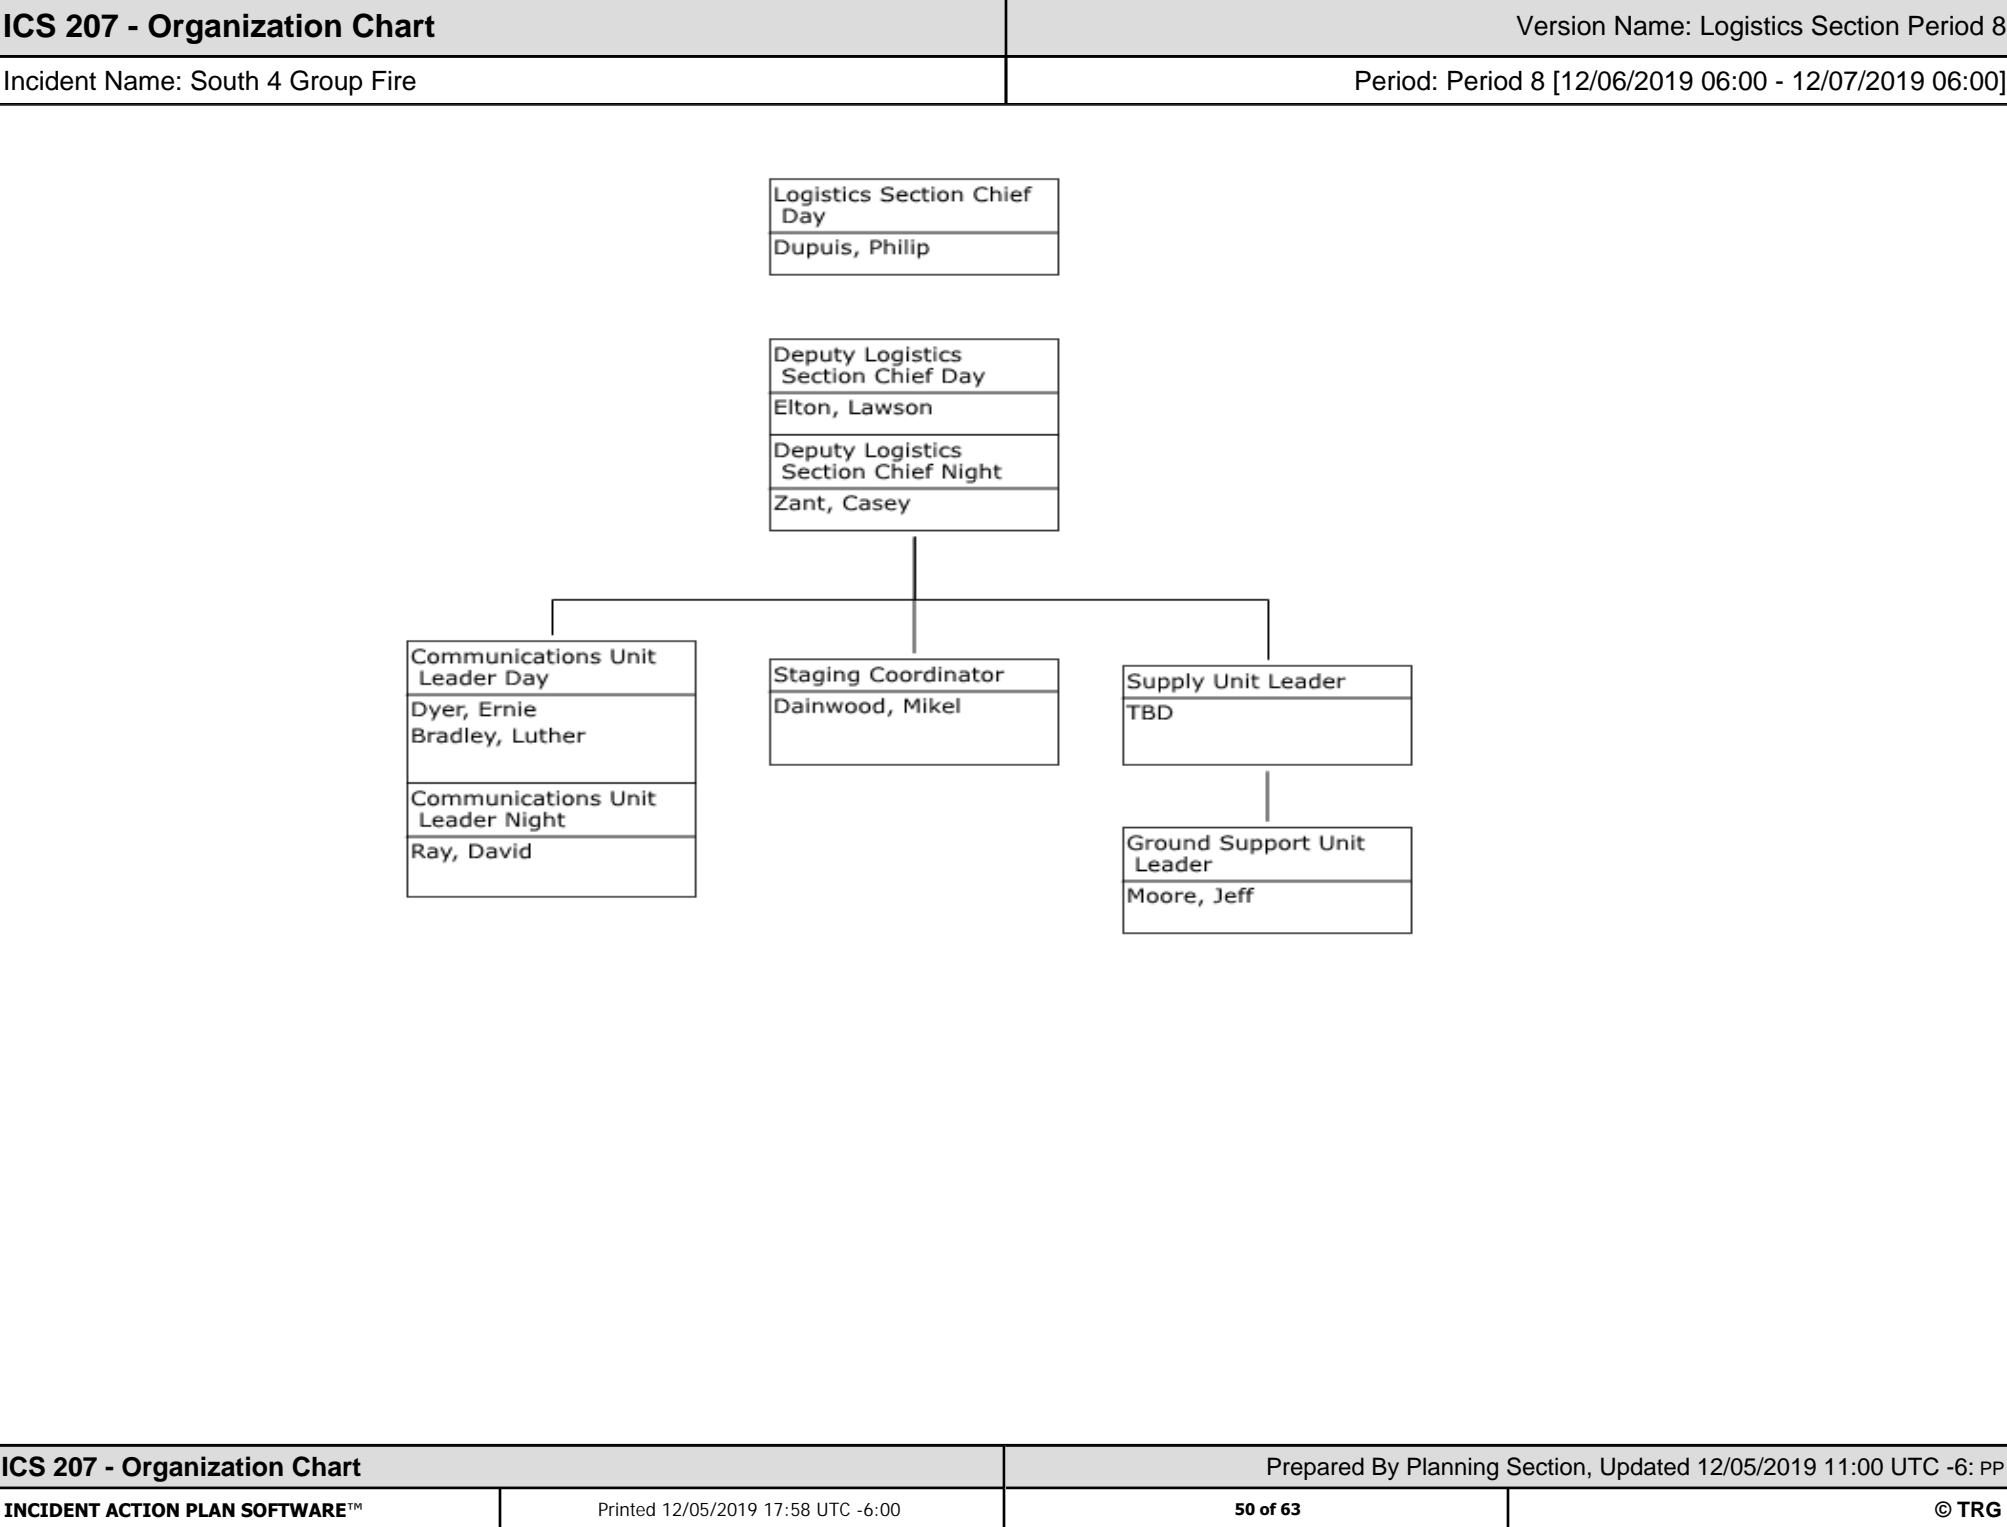 ICS 207 - Organization Chart
Version Name: Logistics Section Period 8
Incident Name: South 4 Group Fire
Period: Period 8 [12/06/2019 06:00 - 12/07/2019 06:00]
Logistics Section Chief
Day
Dupuis, Philip
Deputy Logistics
Section Chief Day
Elton, Lawson
Deputy Logistics
Section Chief Night
Zant, Casey
Communications Unit
Leader Day
Dyer, Ernie
Bradley, Luther
Communications Unit
Leader Night
Ray, David
Staging Coordinator
Dainwood, Mikel
Supply Unit Leader
TBD
Ground Support Unit
Leader
Moore, Jeff
ICS 207 - Organization Chart
Prepared By Planning Section, Updated 12/05/2019 11:00 UTC -6: PP
INCIDENT ACTION PLAN SOFTWARE™
Printed 12/05/2019 17:58 UTC -6:00
50 of 63
© TRG